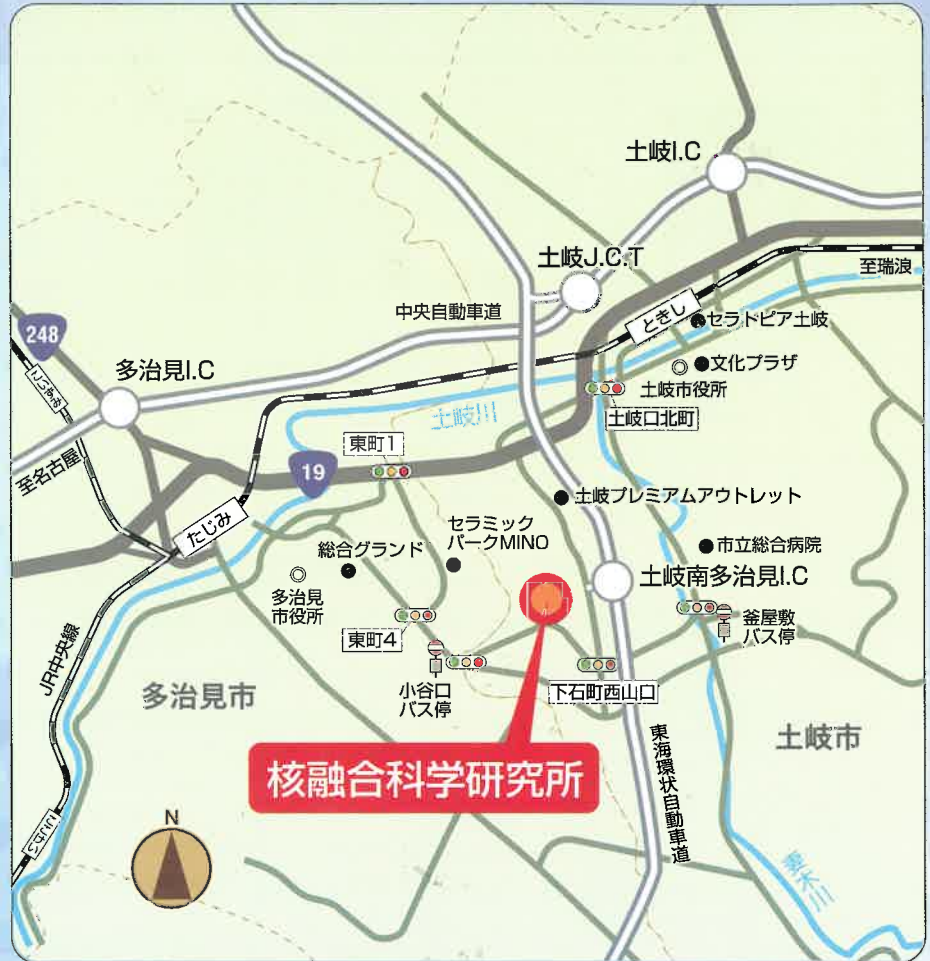 土岐I.C
土岐J.C.T
至瑞浪
中央自動車道
ときし
セラトピア土岐
248
文化プラザ
多治見I.C
土岐市役所
土岐川
土岐口北町
東町1
至名古屋
19
土岐プレミアムアウトレット
たじみ
セラミック
パークMINO
総合グランド
市立総合病院
土岐南多治見I.C
多治見
市役所
釜屋敷
バス停
東町4
JR中央線
小谷口
バス停
下石町西山口
多治見市
土岐市
東海環状自動車道
核融合科学研究所
N
妻木川